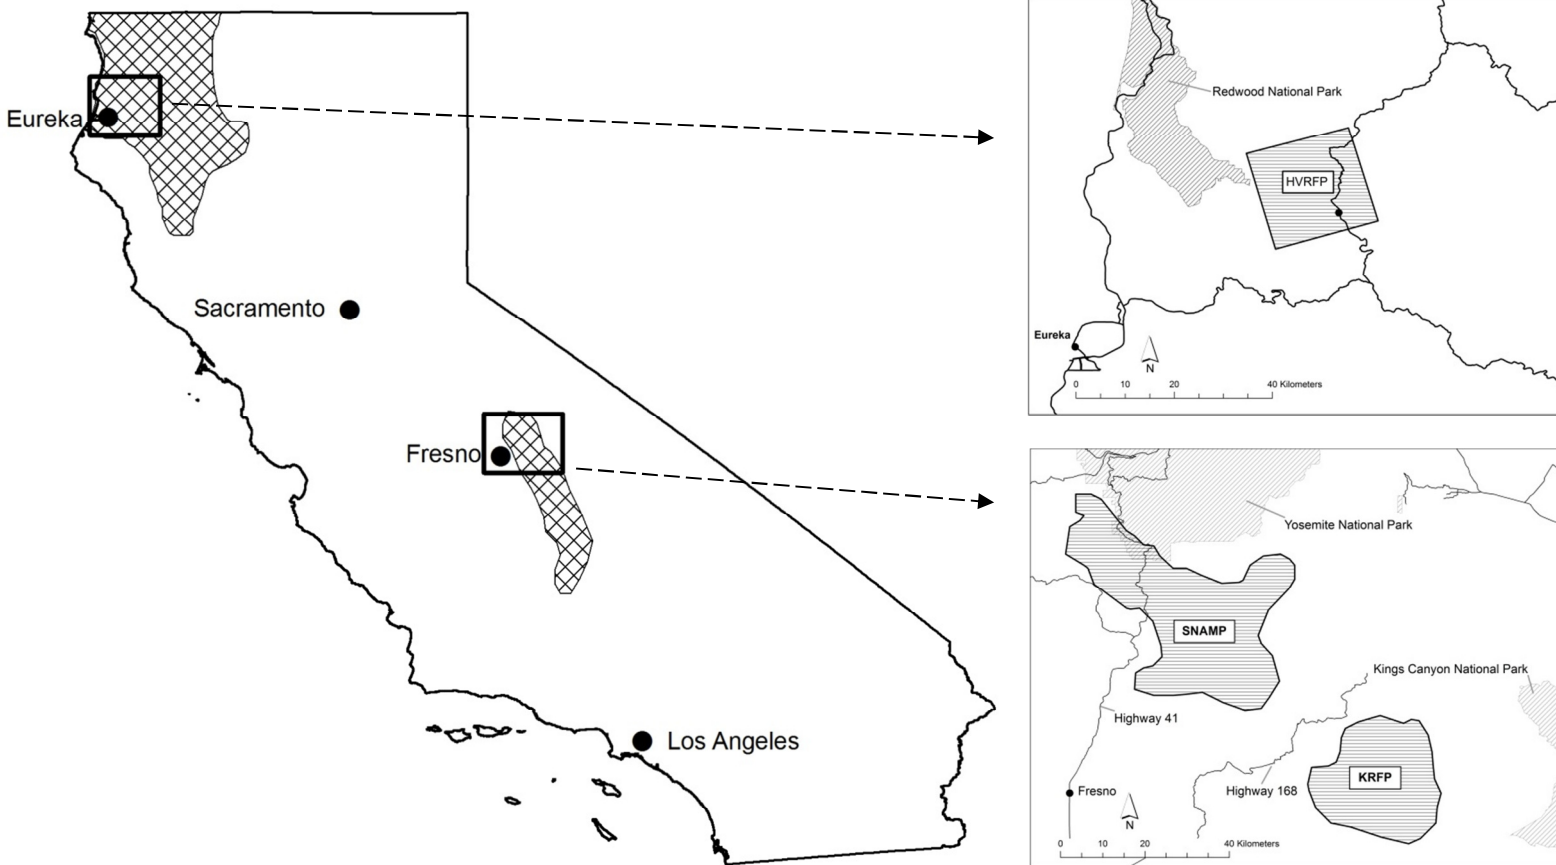 Eureka
Sacramento
Fresno
Los Angeles
Redwood National Park
HVRFP
Eureka
N
0 10 20 40 Kilometers
Yosemite National Park
SNAMP
Kings Canyon National Park
Highway 41
KRFP
Highway 168
Fresno
N
0 10 20 40 Kilometers